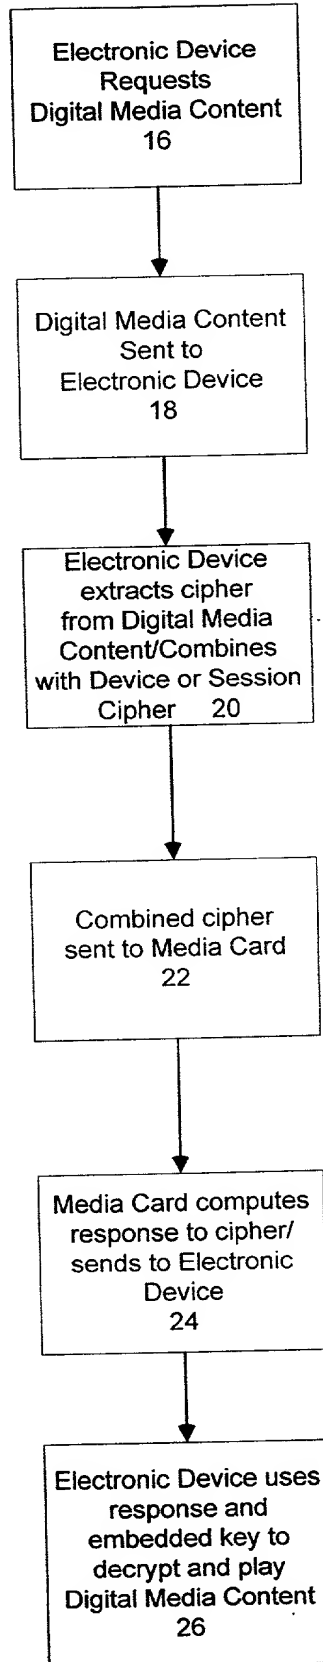 Electronic Device
Requests
Digital Media Content
16
Digital Media Content
Sent to
Electronic Device
18
Electronic Device
extracts cipher
from Digital Media
Content/Combines
with Device or Session
Cipher 20
Combined cipher
sent to Media Card
22
Media Card computes
response to cipher/
sends to Electronic
Device
24
Electronic Device uses
response and
embedded key to
decrypt and play
Digital Media Content
26